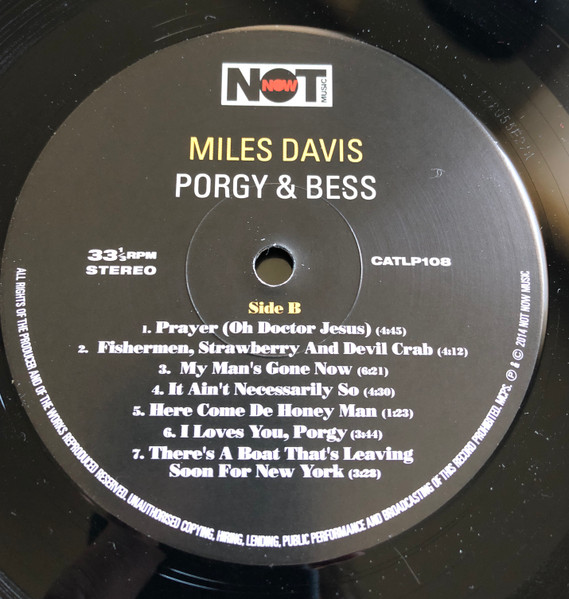 NOT NOW MUSIC
MILES DAVIS
PORGY & BESS
33⅓RPM
STEREO
CATLP108
Side B
1. Prayer (Oh Doctor Jesus) (4:45)
2. Fishermen, Strawberry And Devil Crab (4:12)
3. My Man's Gone Now (6:21)
4. It Ain't Necessarily So (4:30)
5. Here Come De Honey Man (1:23)
6. I Loves You, Porgy (3:44)
7. There's A Boat That's Leaving
Soon For New York (3:28)
ALL RIGHTS OF THE PRODUCER AND OF THE WORKS REPRODUCED RESERVED. UNAUTHORISED COPYING, HIRING, LENDING, PUBLIC PERFORMANCE AND BROADCASTING OF THIS RECORD PROHIBITED. MCPS. ℗ & © 2014 NOT NOW MUSIC